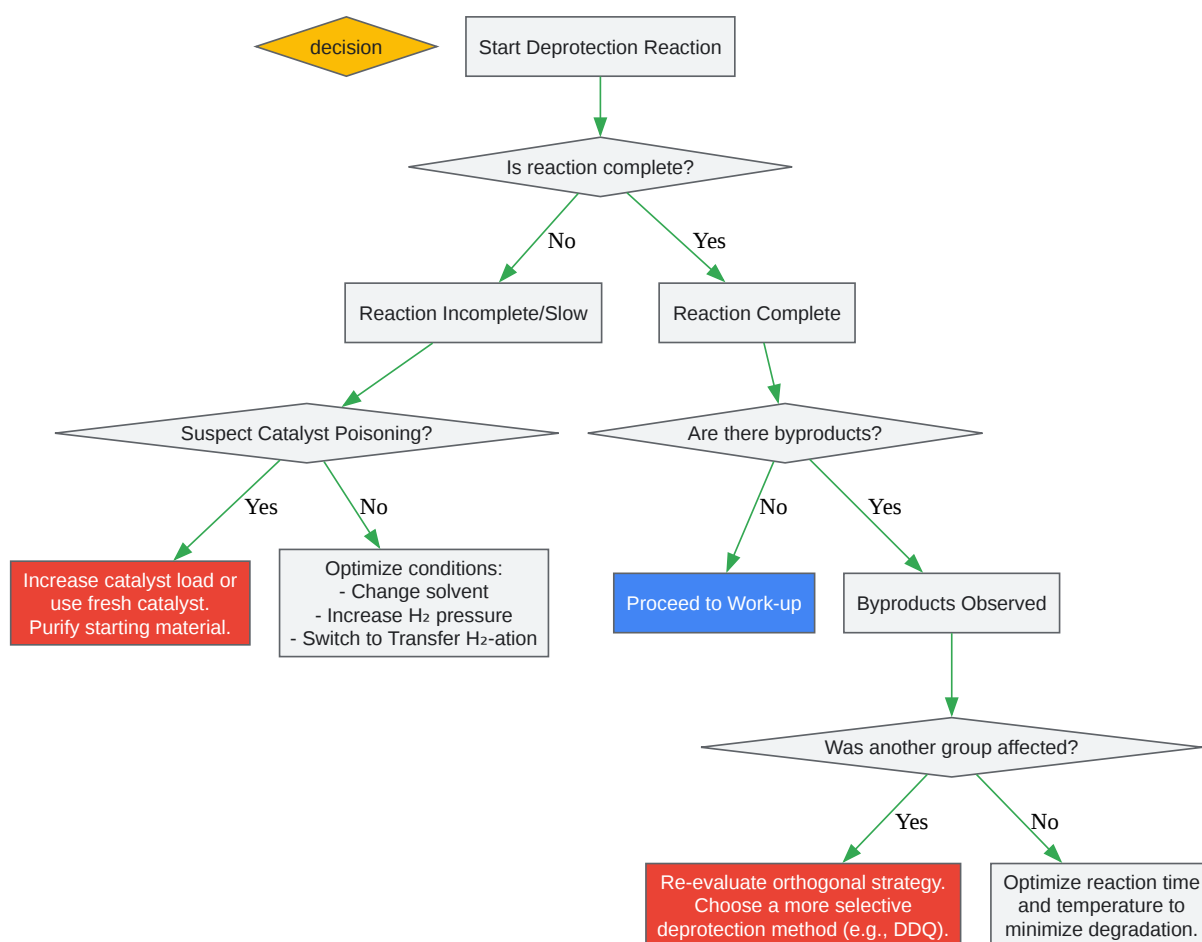 decision
Start Deprotection Reaction
Is reaction complete?
No
Yes
Reaction Incomplete/Slow
Reaction Complete
Suspect Catalyst Poisoning?
Are there byproducts?
Yes
No
No
Yes
Increase catalyst load or
use fresh catalyst.
Purify starting material.
Optimize conditions:
- Change solvent
- Increase H₂ pressure
- Switch to Transfer H₂-ation
Proceed to Work-up
Byproducts Observed
Was another group affected?
Yes
No
Re-evaluate orthogonal strategy.
Choose a more selective
deprotection method (e.g., DDQ).
Optimize reaction time
and temperature to
minimize degradation.